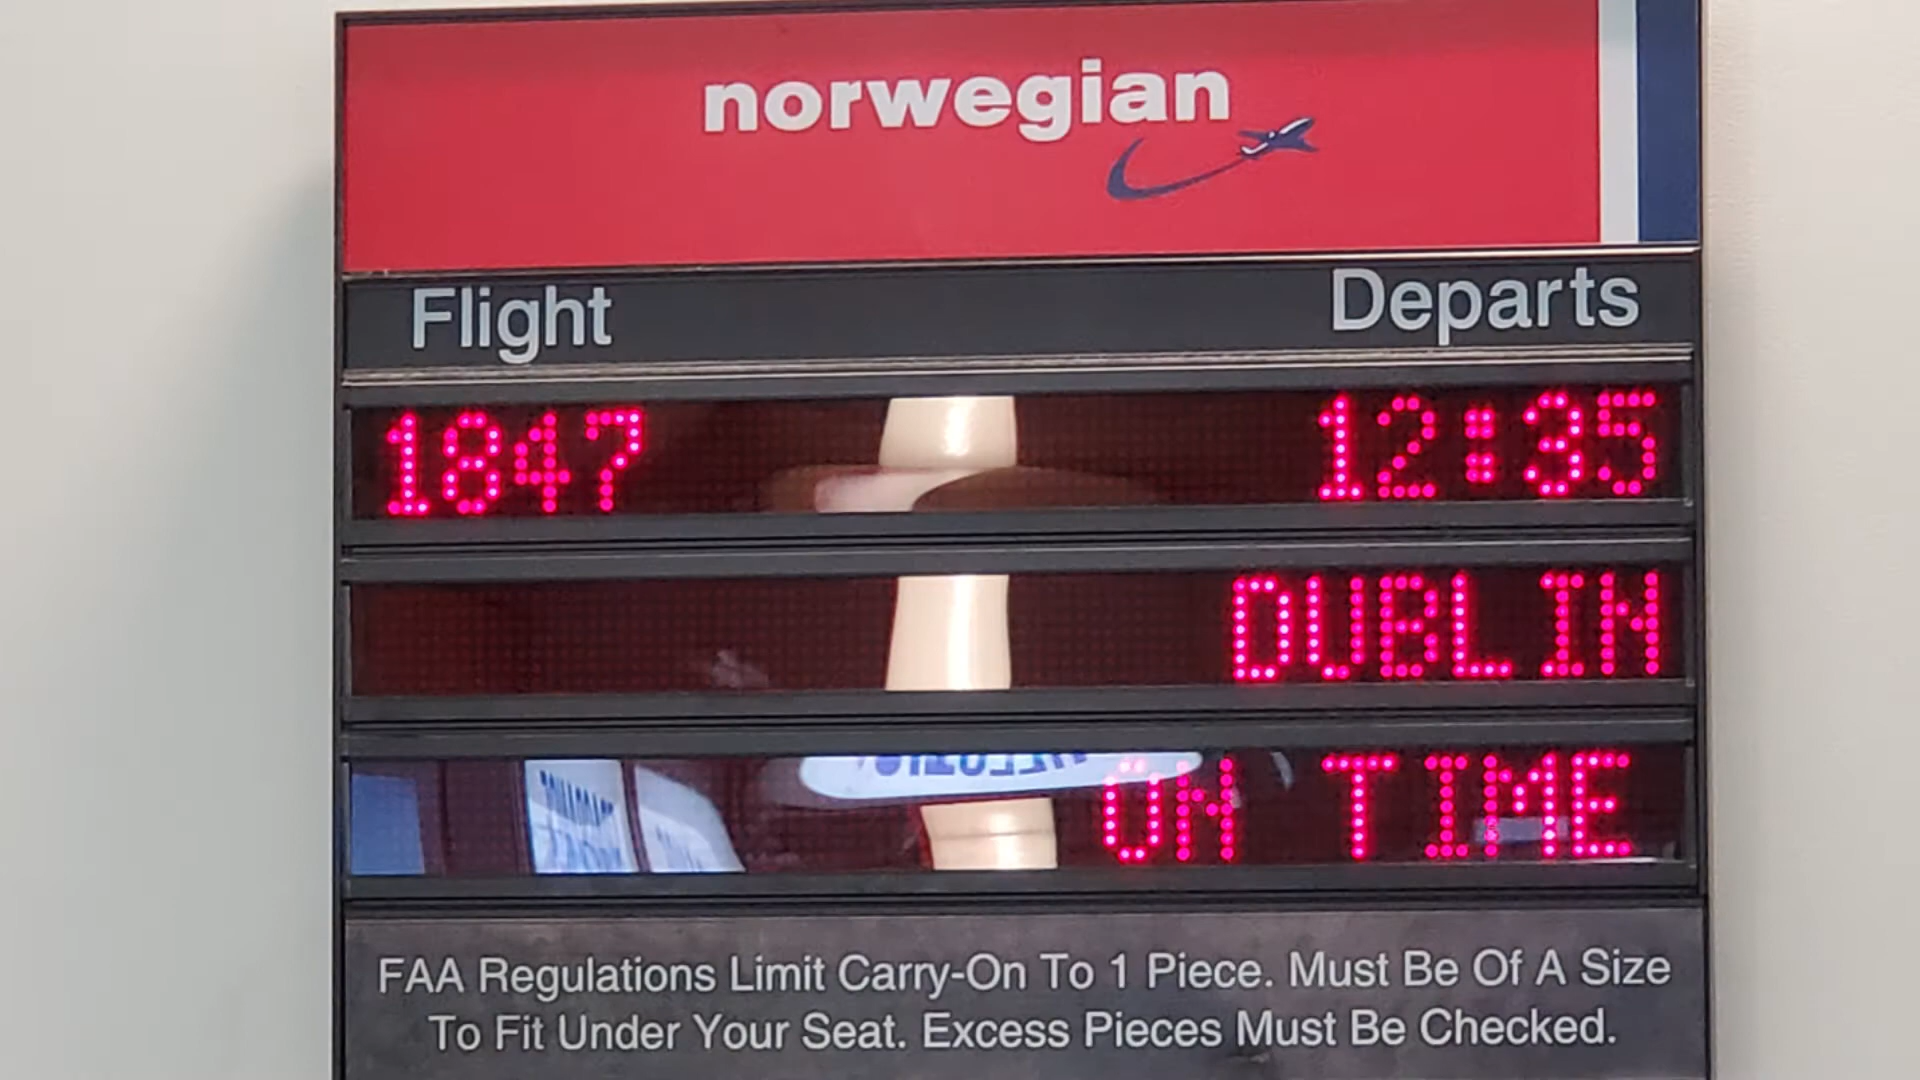 norwegian
Flight Departs
1847 12:35
DUBLIN
ON TIME
FAA Regulations Limit Carry-On To 1 Piece. Must Be Of A Size
To Fit Under Your Seat. Excess Pieces Must Be Checked.